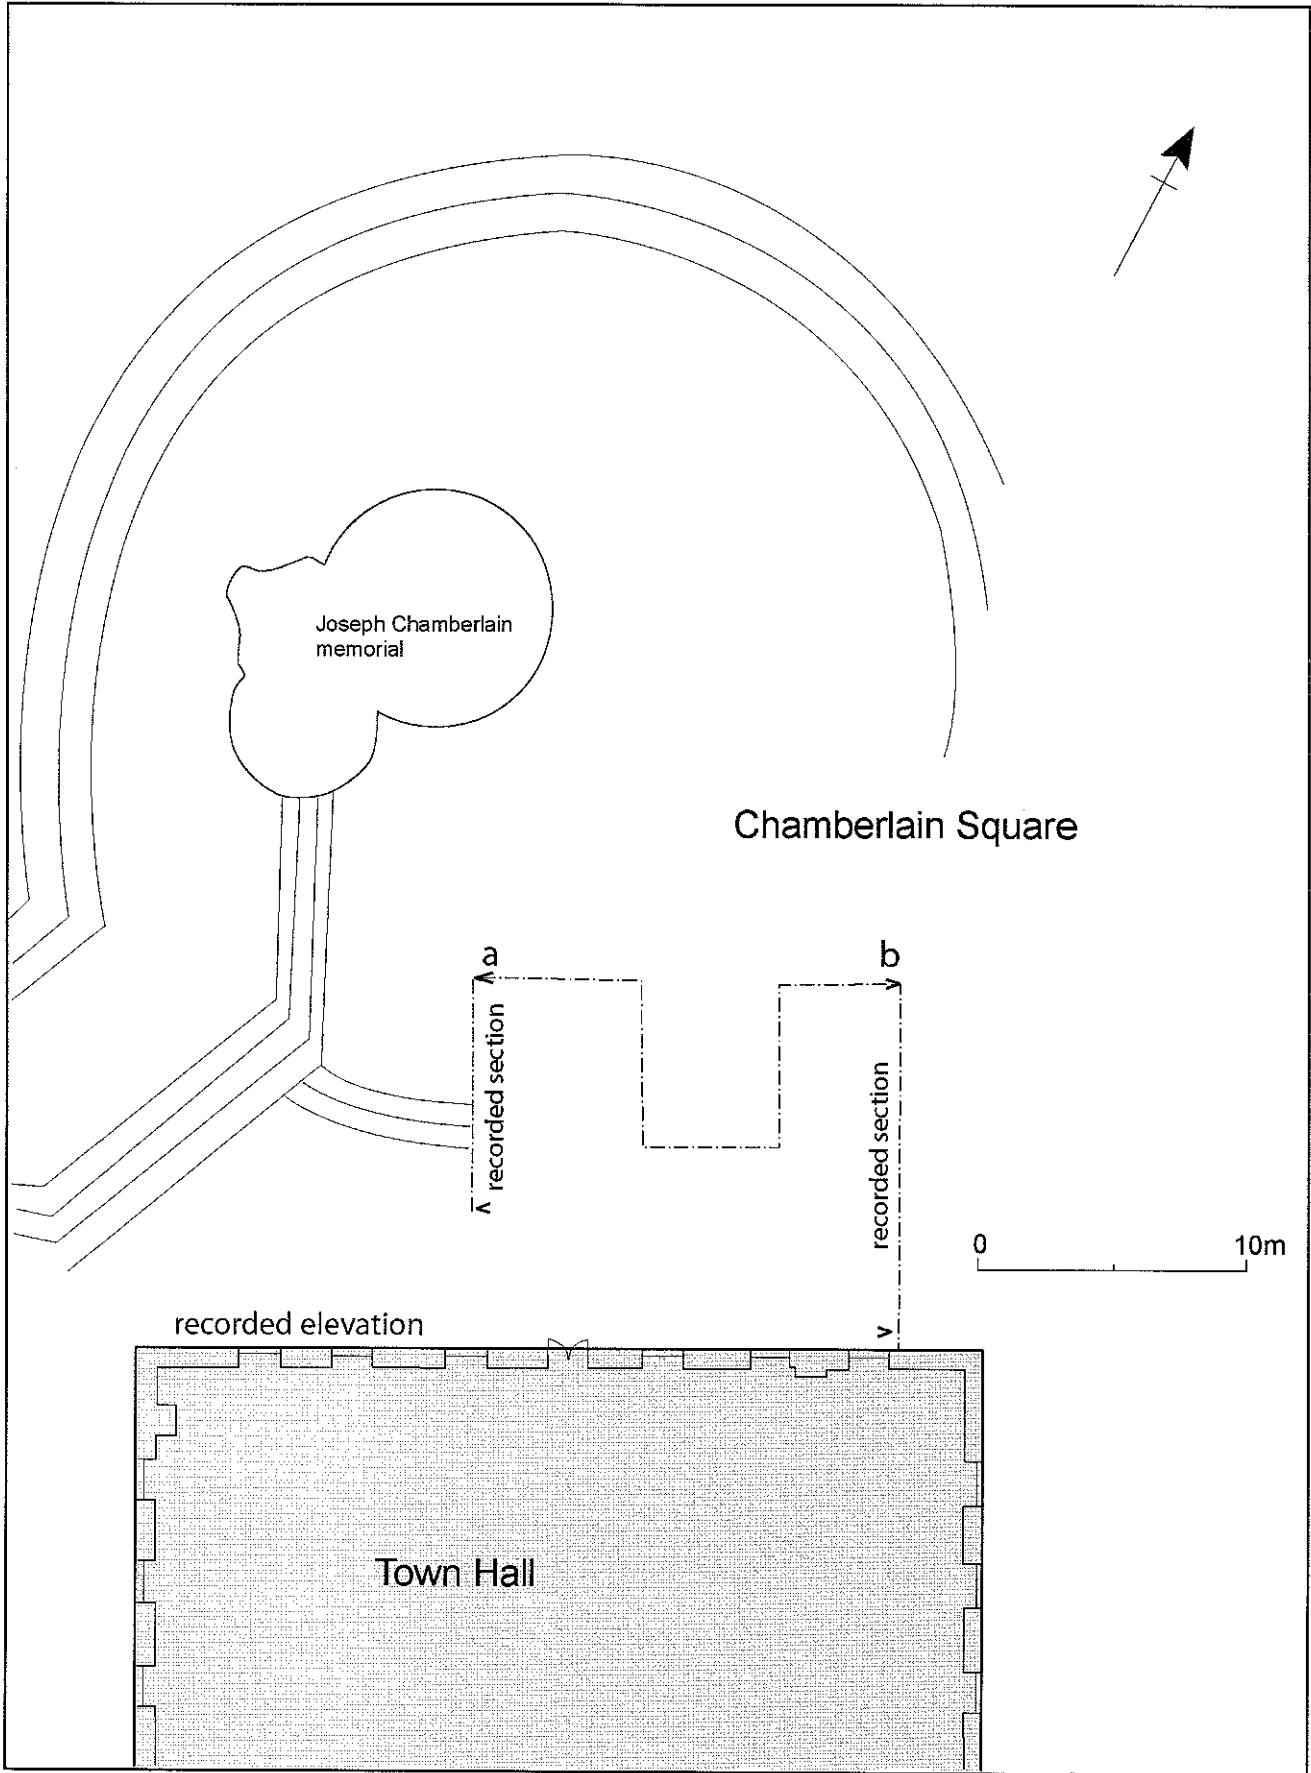 Joseph Chamberlain
memorial
Chamberlain Square
a
b
recorded section
recorded section
0 10m
recorded elevation
Town Hall